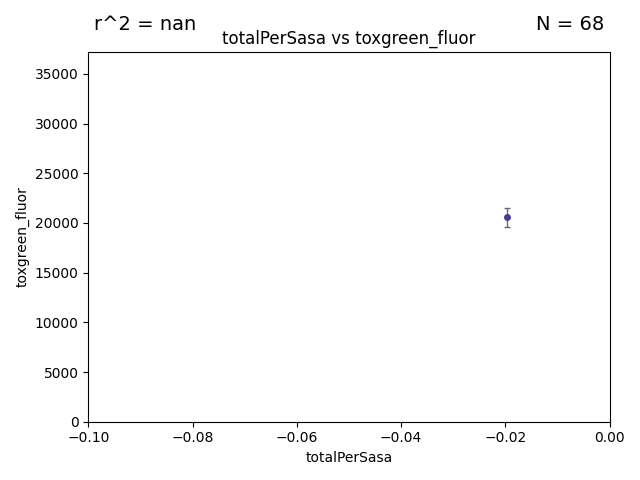 r^2 = nan
N = 68
totalPerSasa vs toxgreen_fluor
35000
30000
25000
20000
15000
10000
5000
0
toxgreen_fluor
−0.10
−0.08
−0.06
−0.04
−0.02
0.00
totalPerSasa